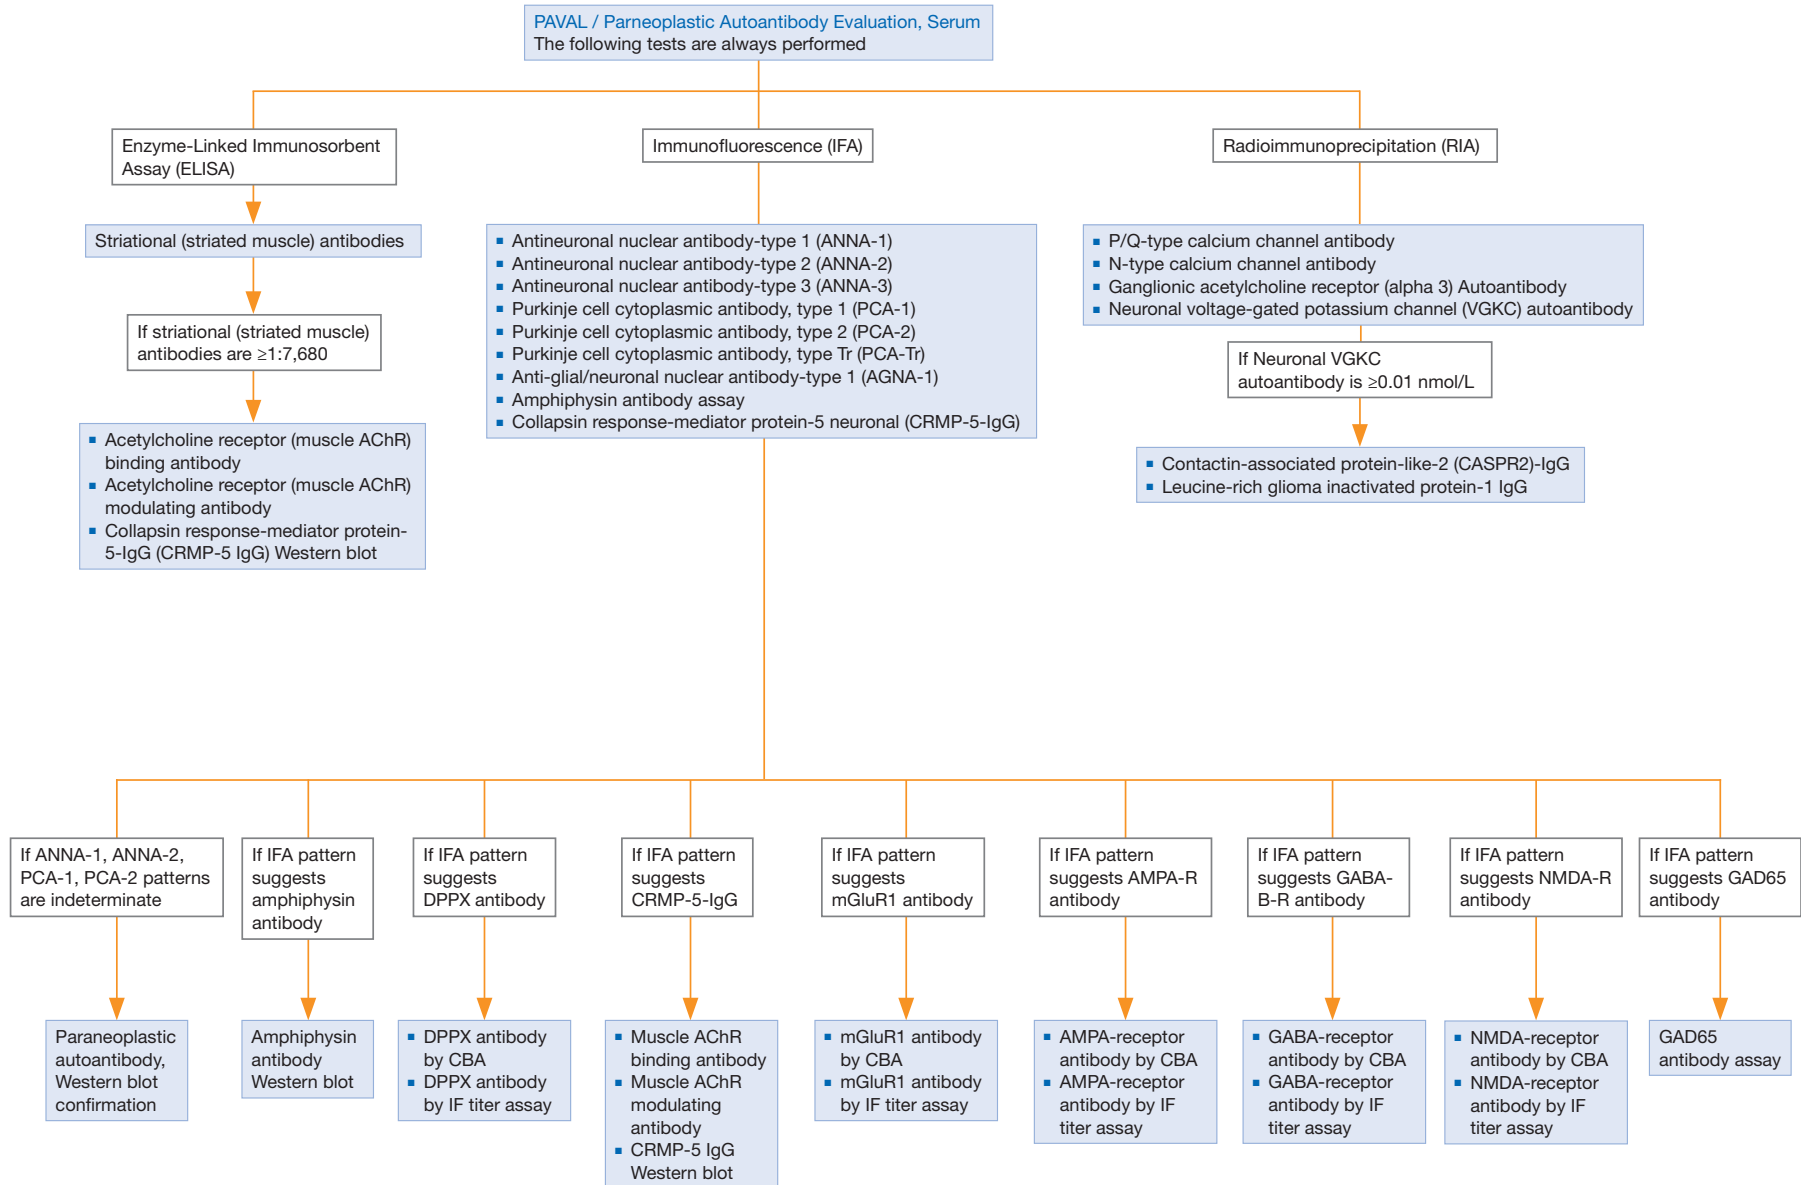 PAVAL / Parneoplastic Autoantibody Evaluation, Serum
The following tests are always performed
Enzyme-Linked Immunosorbent
Assay (ELISA)
Immunofluorescence (IFA)
Radioimmunoprecipitation (RIA)
Striational (striated muscle) antibodies
If striational (striated muscle)
antibodies are ≥1:7,680
▪ Acetylcholine receptor (muscle AChR)
binding antibody
▪ Acetylcholine receptor (muscle AChR)
modulating antibody
▪ Collapsin response-mediator protein-
5-IgG (CRMP-5 IgG) Western blot
▪ Antineuronal nuclear antibody-type 1 (ANNA-1)
▪ Antineuronal nuclear antibody-type 2 (ANNA-2)
▪ Antineuronal nuclear antibody-type 3 (ANNA-3)
▪ Purkinje cell cytoplasmic antibody, type 1 (PCA-1)
▪ Purkinje cell cytoplasmic antibody, type 2 (PCA-2)
▪ Purkinje cell cytoplasmic antibody, type Tr (PCA-Tr)
▪ Anti-glial/neuronal nuclear antibody-type 1 (AGNA-1)
▪ Amphiphysin antibody assay
▪ Collapsin response-mediator protein-5 neuronal (CRMP-5-IgG)
▪ P/Q-type calcium channel antibody
▪ N-type calcium channel antibody
▪ Ganglionic acetylcholine receptor (alpha 3) Autoantibody
▪ Neuronal voltage-gated potassium channel (VGKC) autoantibody
If Neuronal VGKC
autoantibody is ≥0.01 nmol/L
▪ Contactin-associated protein-like-2 (CASPR2)-IgG
▪ Leucine-rich glioma inactivated protein-1 IgG
If ANNA-1, ANNA-2,
PCA-1, PCA-2 patterns
are indeterminate
If IFA pattern
suggests
amphiphysin
antibody
If IFA pattern
suggests
DPPX antibody
If IFA pattern
suggests
CRMP-5-IgG
If IFA pattern
suggests
mGluR1 antibody
If IFA pattern
suggests AMPA-R
antibody
If IFA pattern
suggests GABA-
B-R antibody
If IFA pattern
suggests NMDA-R
antibody
If IFA pattern
suggests GAD65
antibody
Paraneoplastic
autoantibody,
Western blot
confirmation
Amphiphysin
antibody
Western blot
▪ DPPX antibody
by CBA
▪ DPPX antibody
by IF titer assay
▪ Muscle AChR
binding antibody
▪ Muscle AChR
modulating
antibody
▪ CRMP-5 IgG
Western blot
▪ mGluR1 antibody
by CBA
▪ mGluR1 antibody
by IF titer assay
▪ AMPA-receptor
antibody by CBA
▪ AMPA-receptor
antibody by IF
titer assay
▪ GABA-receptor
antibody by CBA
▪ GABA-receptor
antibody by IF
titer assay
▪ NMDA-receptor
antibody by CBA
▪ NMDA-receptor
antibody by IF
titer assay
GAD65
antibody assay